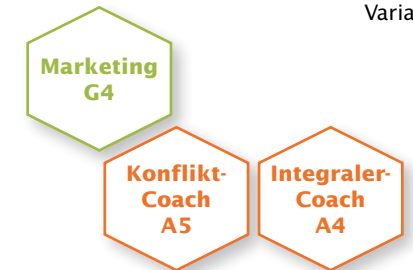 Varia
Marketing
G4
Konflikt-
Coach
A5
Integraler-
Coach
A4